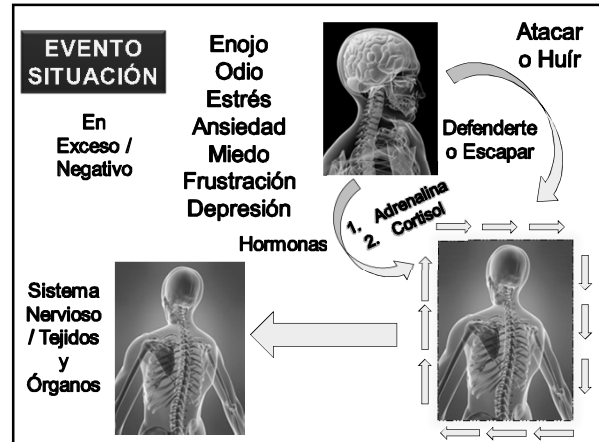 EVENTO
SITUACIÓN
En
Exceso /
Negativo
Enojo
Odio
Estrés
Ansiedad
Miedo
Frustración
Depresión
Atacar
o Huír
Defenderte
o Escapar
1. Adrenalina
2. Cortisol
Hormonas
Sistema
Nervioso
/ Tejidos
y
Órganos